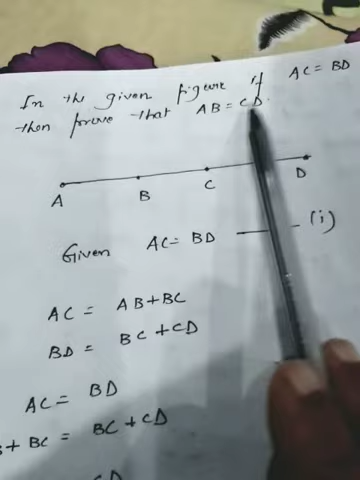 In the given figure if AC = BD
then prove that AB = CD.
A B C D
Given AC = BD — (i)
AC = AB + BC
BD = BC + CD
AC = BD
+ BC = BC + CD
CD